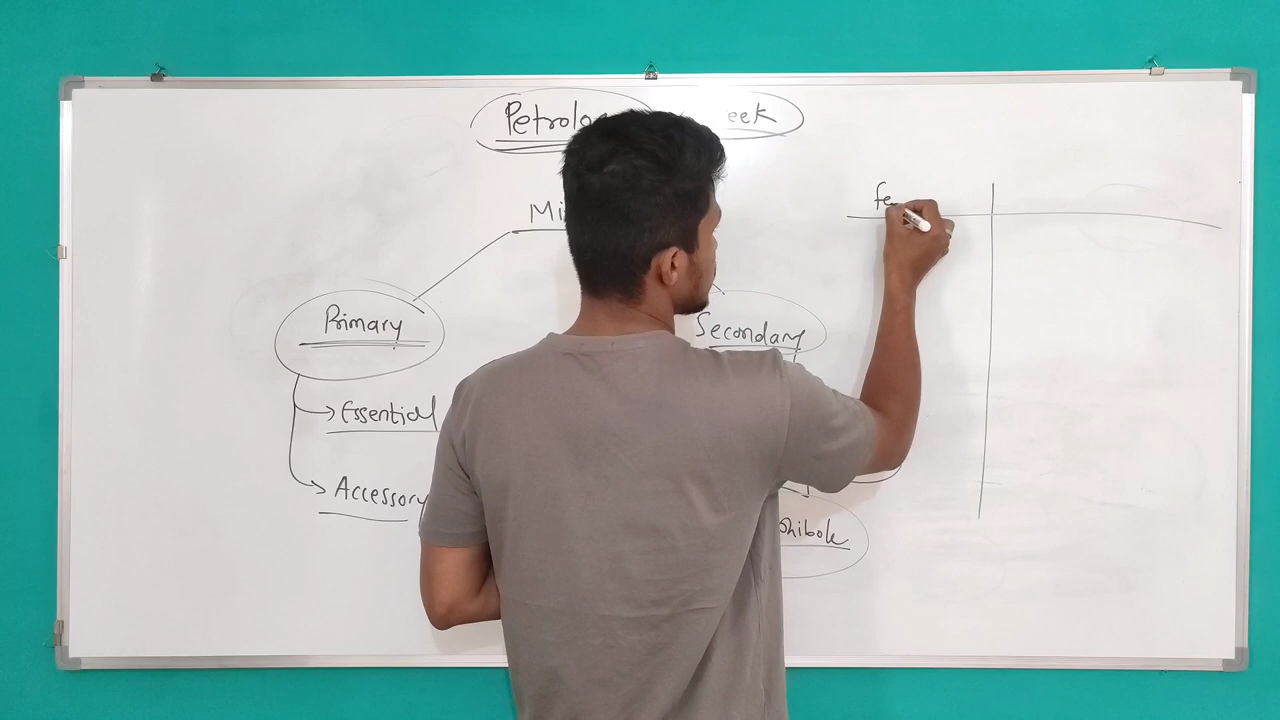 Petrolo eek
fe
Mi
Primary
Secondary
Essential
Accessory
hibole